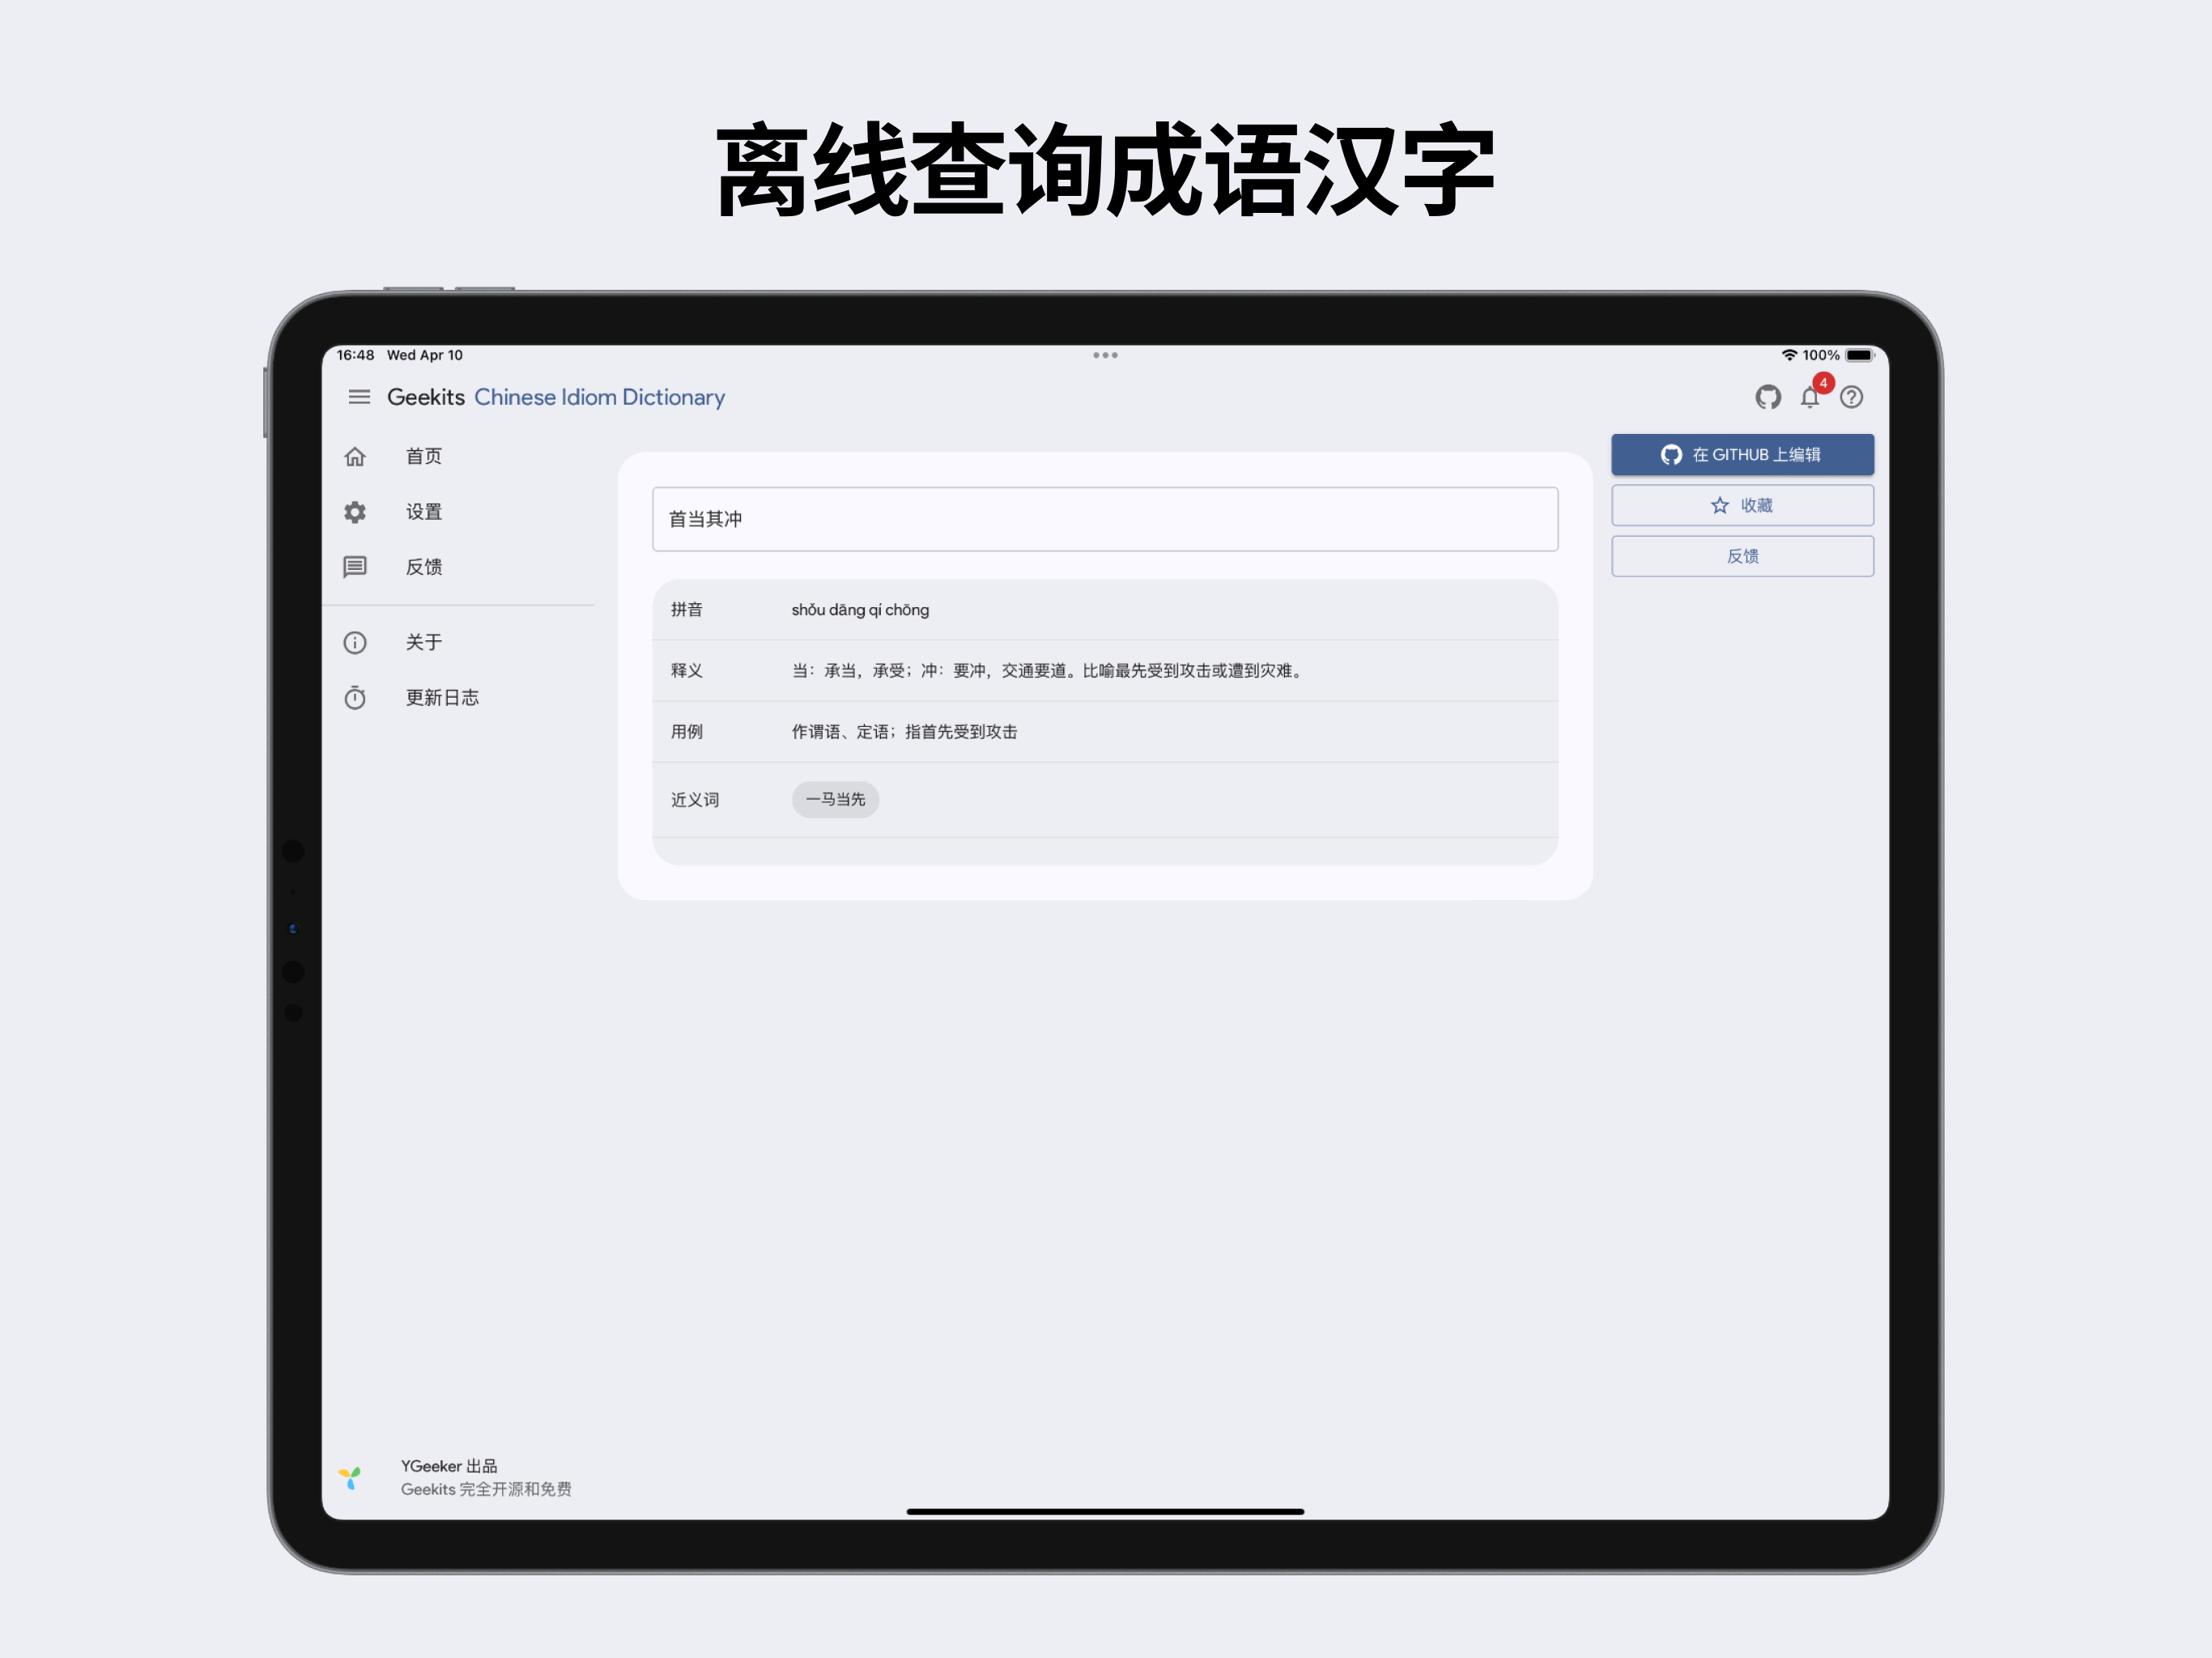 离线查询成语汉字
16:48 Wed Apr 10
100%
Geekits Chinese Idiom Dictionary
4
首页
设置
反馈
关于
更新日志
首当其冲
拼音 shǒu dāng qí chōng
释义 当：承当，承受；冲：要冲，交通要道。比喻最先受到攻击或遭到灾难。
用例 作谓语、定语；指首先受到攻击
近义词 一马当先
在 GITHUB 上编辑
收藏
反馈
YGeeker 出品
Geekits 完全开源和免费